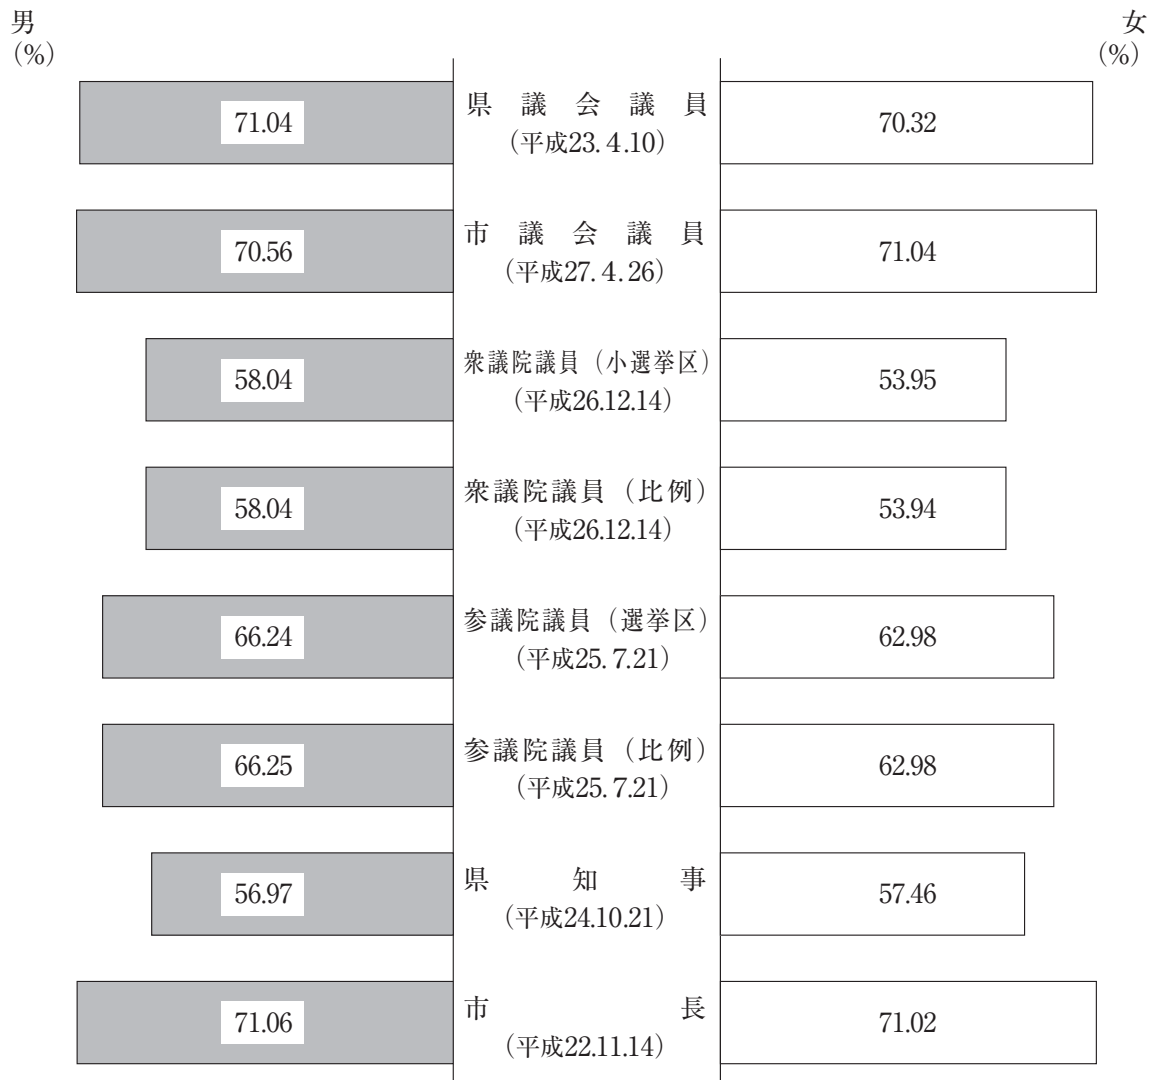 男
(%)
女
(%)
71.04
県議会議員
(平成23.4.10)
70.32
70.56
市議会議員
(平成27.4.26)
71.04
58.04
衆議院議員(小選挙区)
(平成26.12.14)
53.95
58.04
衆議院議員(比例)
(平成26.12.14)
53.94
66.24
参議院議員(選挙区)
(平成25.7.21)
62.98
66.25
参議院議員(比例)
(平成25.7.21)
62.98
56.97
県知事
(平成24.10.21)
57.46
71.06
市長
(平成22.11.14)
71.02